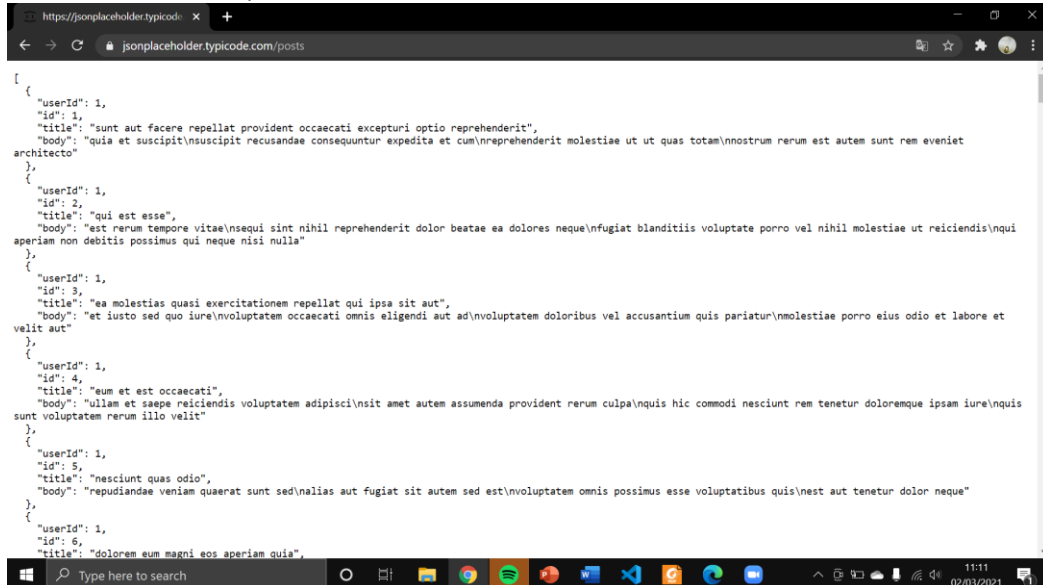 https://jsonplaceholder.typicode
jsonplaceholder.typicode.com/posts
[
{
"userId": 1,
"id": 1,
"title": "sunt aut facere repellat provident occaecati excepturi optio reprehenderit",
"body": "quia et suscipit\nsuscipit recusandae consequuntur expedita et cum\nreprehenderit molestiae ut ut quas totam\nnostrum rerum est autem sunt rem eveniet
architecto"
},
{
"userId": 1,
"id": 2,
"title": "qui est esse",
"body": "est rerum tempore vitae\nsequi sint nihil reprehenderit dolor beatae ea dolores neque\nfugiat blanditiis voluptate porro vel nihil molestiae ut reiciendis\nqui
aperiam non debitis possimus qui neque nisi nulla"
},
{
"userId": 1,
"id": 3,
"title": "ea molestias quasi exercitationem repellat qui ipsa sit aut",
"body": "et iusto sed quo iure\nvoluptatem occaecati omnis eligendi aut ad\nvoluptatem doloribus vel accusantium quis pariatur\nmolestiae porro eius odio et labore et
velit aut"
},
{
"userId": 1,
"id": 4,
"title": "eum et est occaecati",
"body": "ullam et saepe reiciendis voluptatem adipisci\nsit amet autem assumenda provident rerum culpa\nquis hic commodi nesciunt rem tenetur doloremque ipsam iure\nquis
sunt voluptatem rerum illo velit"
},
{
"userId": 1,
"id": 5,
"title": "nesciunt quas odio",
"body": "repudiandae veniam quaerat sunt sed\nalias aut fugiat sit autem sed est\nvoluptatem omnis possimus esse voluptatibus quis\nest aut tenetur dolor neque"
},
{
"userId": 1,
"id": 6,
"title": "dolorem eum magni eos aperiam quia",
Type here to search
11:11
02/03/2021